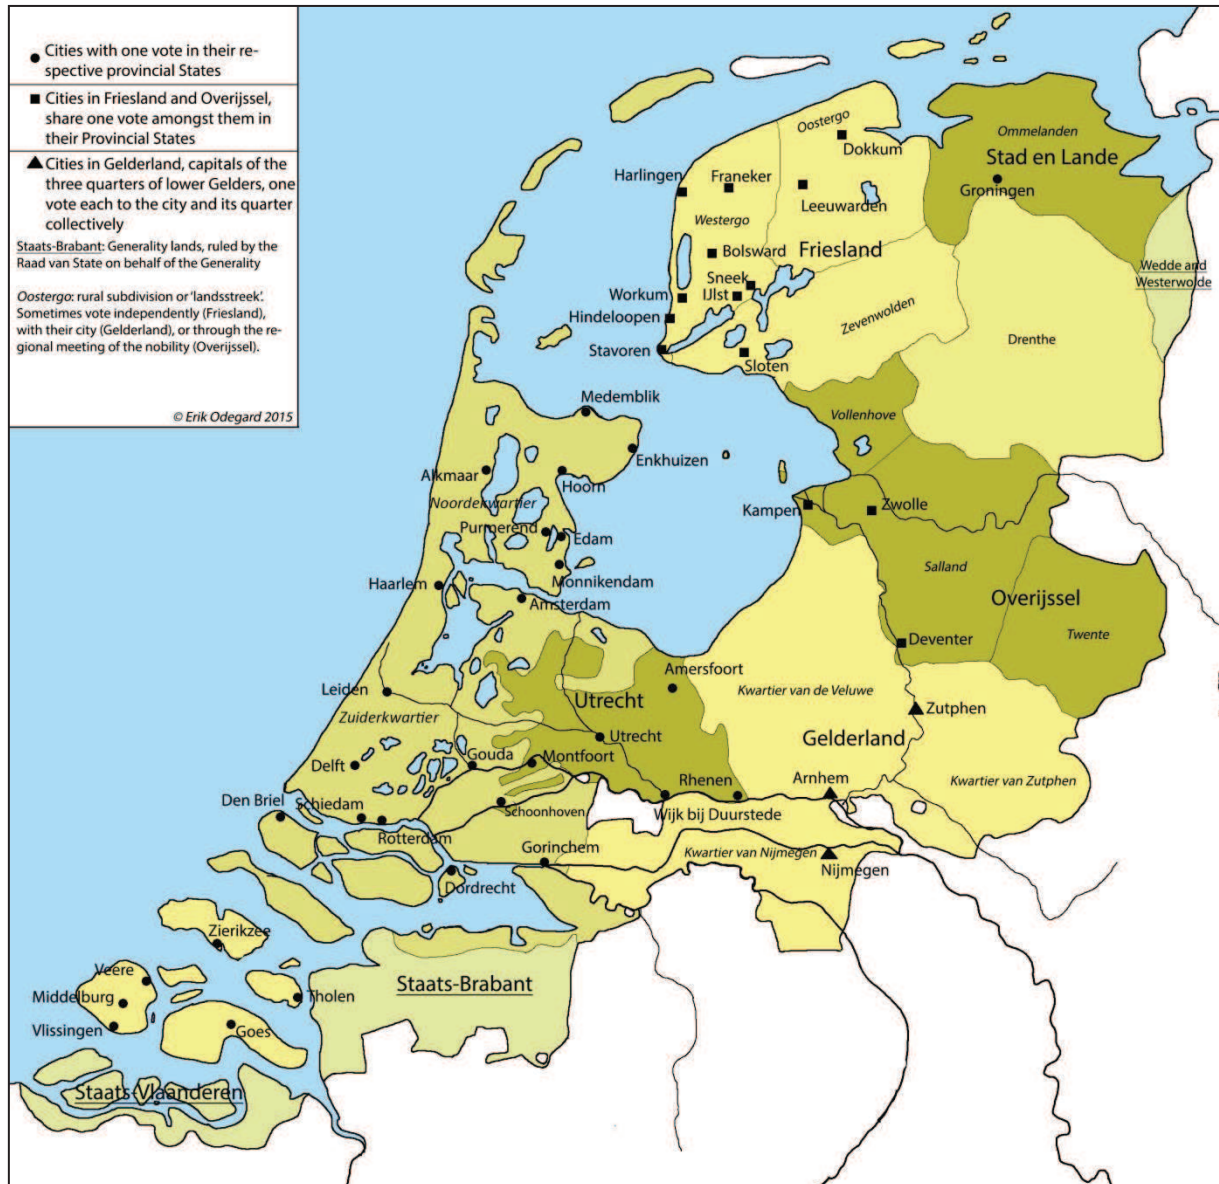 Cities with one vote in their re-
spective provincial States
Cities in Friesland and Overijssel,
share one vote amongst them in
their Provincial States
Cities in Gelderland, capitals of the
three quarters of lower Gelders, one
vote each to the city and its quarter
collectively
Staats-Brabant: Generality lands, ruled by the
Raad van State on behalf of the Generality
Oostergo: rural subdivision or 'landsstreek'.
Sometimes vote independently (Friesland),
with their city (Gelderland), or through the re-
gional meeting of the nobility (Overijssel).
© Erik Odegard 2015
Oostergo
Dokkum
Ommelanden
Stad en Lande
Groningen
Harlingen
Franeker
Leeuwarden
Westergo
Bolsward
Friesland
Sneek
IJlst
Workum
Hindeloopen
Stavoren
Sloten
Zevenwolden
Wedde and
Westerwolde
Drenthe
Medemblik
Vollenhove
Enkhuizen
Alkmaar
Hoorn
Noorderkwartier
Purmerend
Edam
Kampen
Zwolle
Haarlem
Monnikendam
Amsterdam
Salland
Overijssel
Twente
Deventer
Amersfoort
Leiden
Utrecht
Kwartier van de Veluwe
Zutphen
Zuiderkwartier
Utrecht
Gelderland
Delft
Gouda
Montfoort
Rhenen
Arnhem
Kwartier van Zutphen
Den Briel
Schiedam
Schoonhoven
Wijk bij Duurstede
Rotterdam
Gorinchem
Kwartier van Nijmegen
Nijmegen
Dordrecht
Zierikzee
Veere
Staats-Brabant
Middelburg
Tholen
Vlissingen
Goes
Staats-Vlaanderen